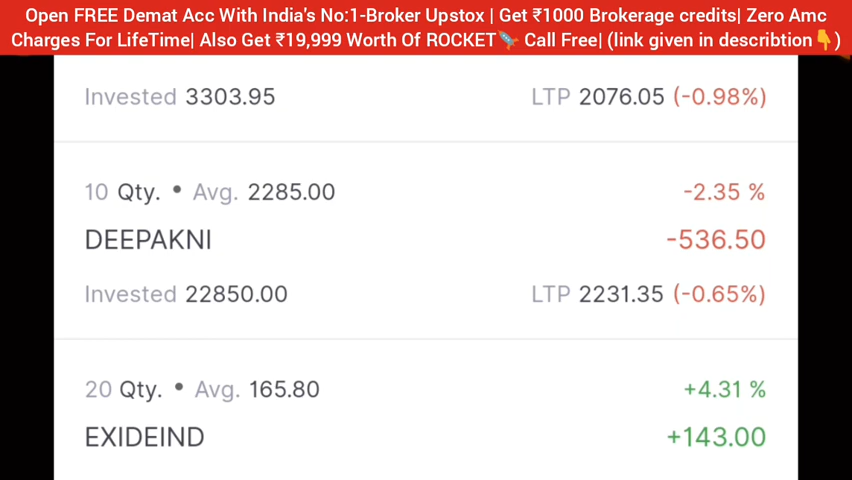 Open FREE Demat Acc With India's No:1-Broker Upstox | Get ₹1000 Brokerage credits| Zero Amc
Charges For LifeTime| Also Get ₹19,999 Worth Of ROCKET🚀 Call Free| (link given in describtion👇)
Invested 3303.95 LTP 2076.05 (-0.98%)
10 Qty. • Avg. 2285.00 -2.35 %
DEEPAKNI -536.50
Invested 22850.00 LTP 2231.35 (-0.65%)
20 Qty. • Avg. 165.80 +4.31 %
EXIDEIND +143.00